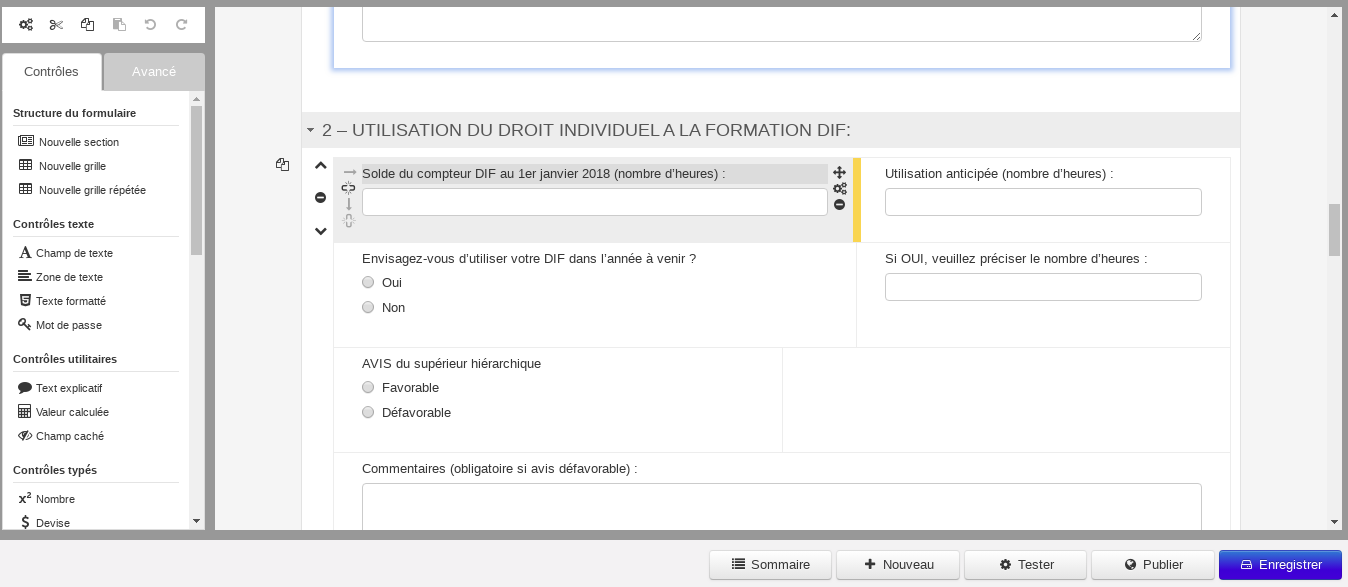 Contrôles
Avancé
Structure du formulaire
Nouvelle section
Nouvelle grille
Nouvelle grille répétée
Contrôles texte
Champ de texte
Zone de texte
Texte formatté
Mot de passe
Contrôles utilitaires
Text explicatif
Valeur calculée
Champ caché
Contrôles typés
Nombre
Devise
2 – UTILISATION DU DROIT INDIVIDUEL A LA FORMATION DIF:
Solde du compteur DIF au 1er janvier 2018 (nombre d’heures) :
Utilisation anticipée (nombre d’heures) :
Envisagez-vous d’utiliser votre DIF dans l’année à venir ?
Oui
Non
Si OUI, veuillez préciser le nombre d’heures :
AVIS du supérieur hiérarchique
Favorable
Défavorable
Commentaires (obligatoire si avis défavorable) :
Sommaire
Nouveau
Tester
Publier
Enregistrer